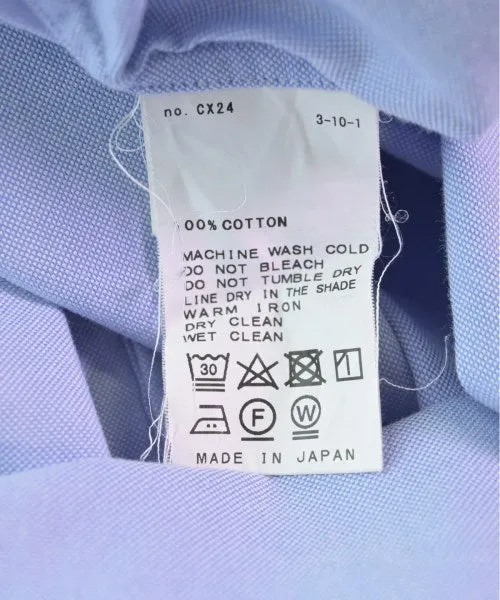 no. CX24
3-10-1
00% COTTON
MACHINE WASH COLD
DO NOT BLEACH
DO NOT TUMBLE DRY
LINE DRY IN THE SHADE
WARM IRON
DRY CLEAN
WET CLEAN
30
F W
MADE IN JAPAN